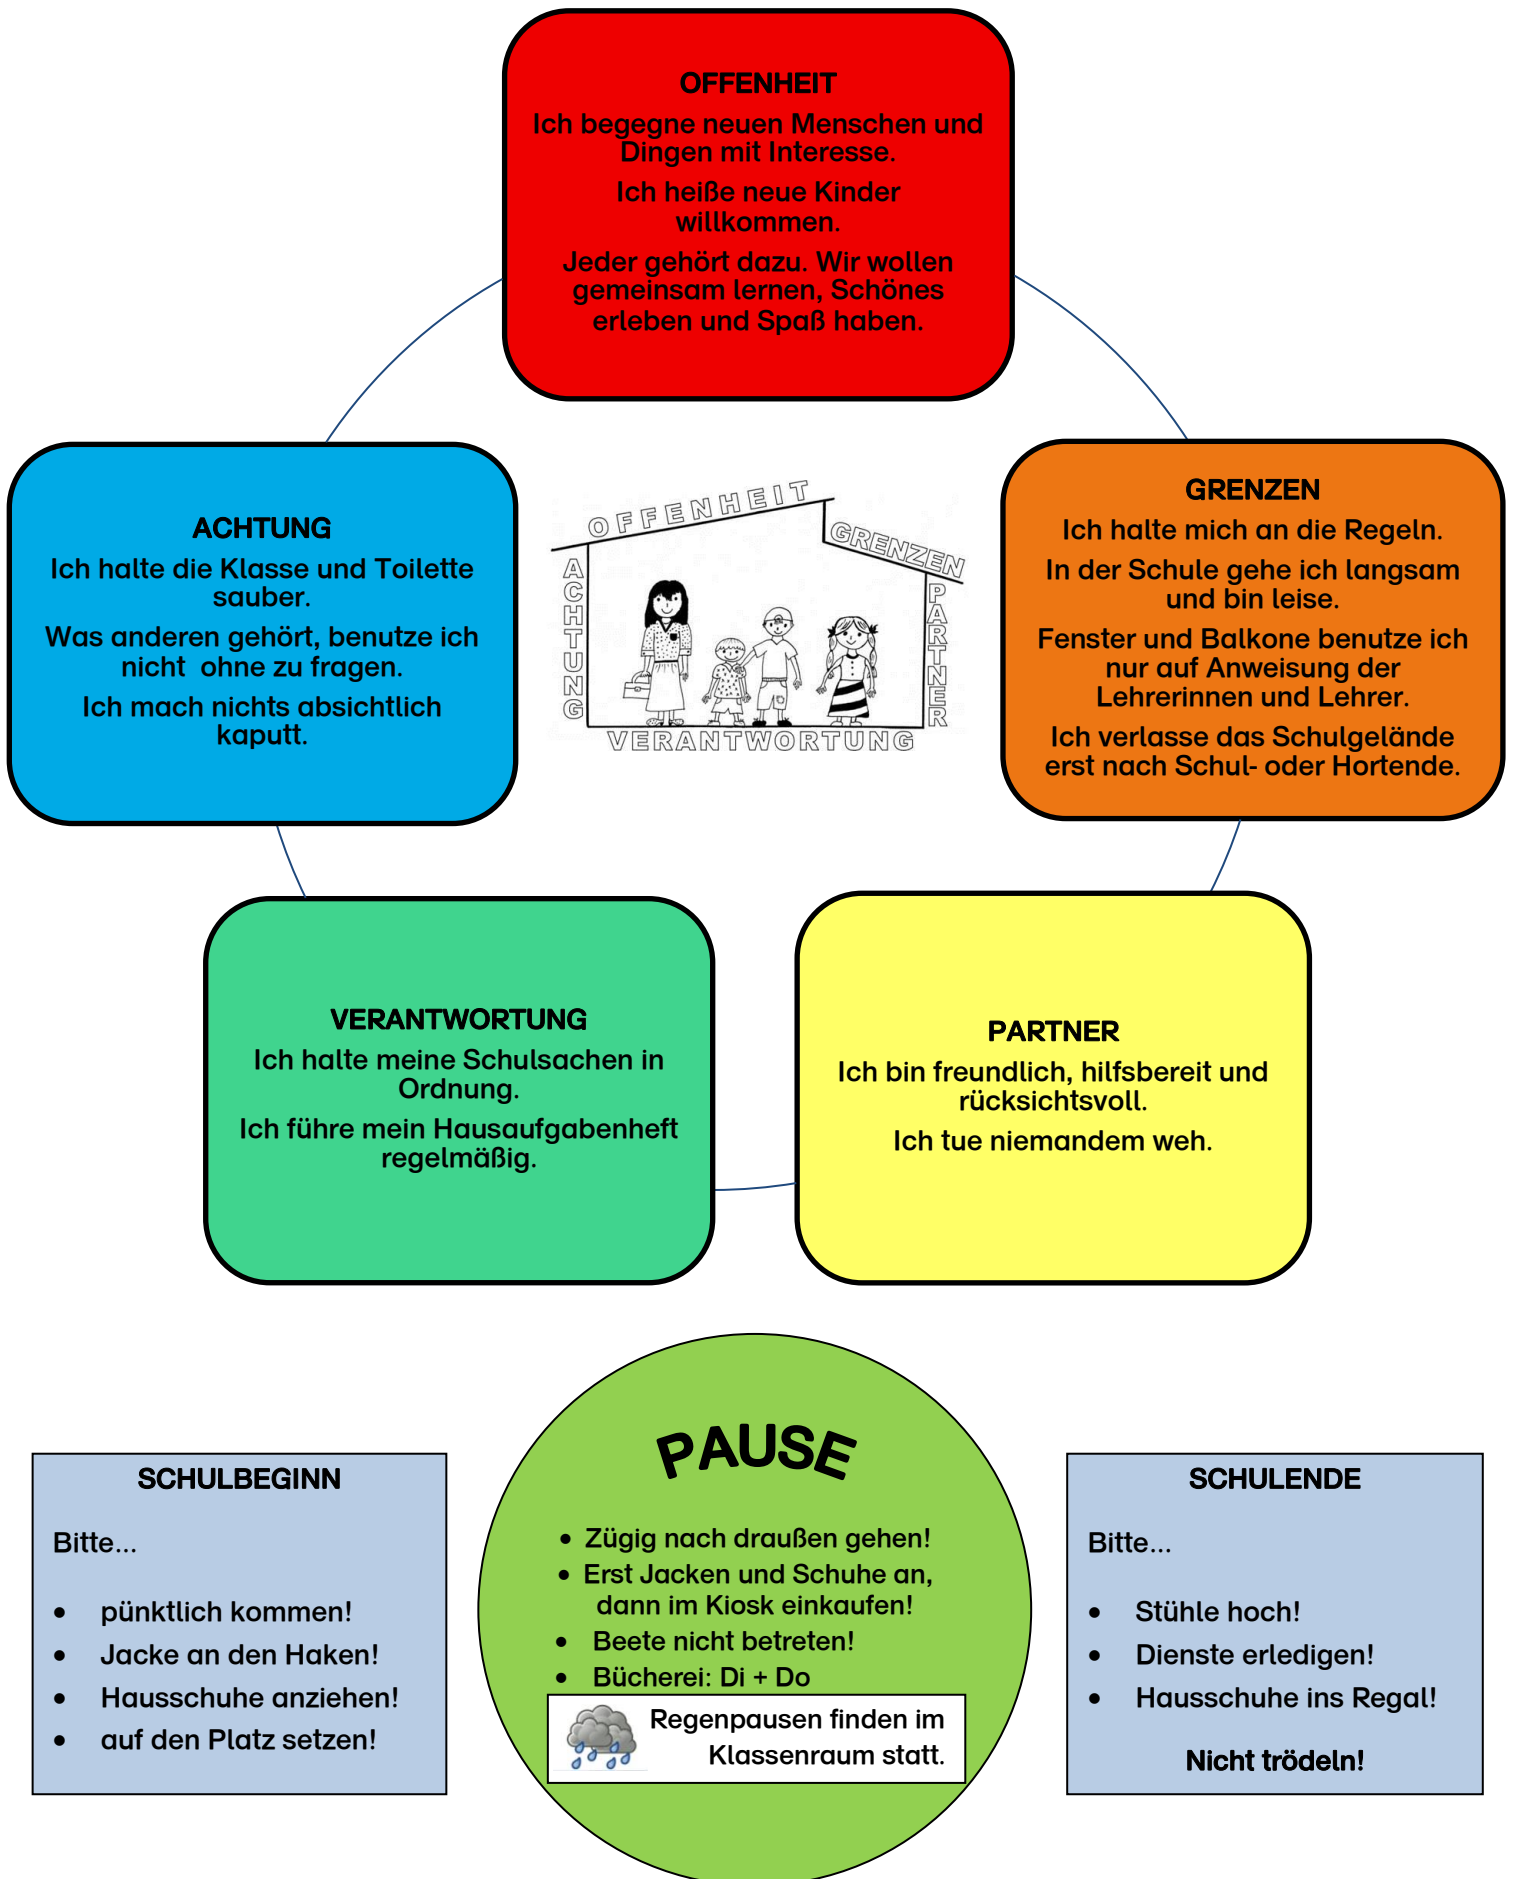 OFFENHEIT
Ich begegne neuen Menschen und
Dingen mit Interesse.
Ich heiße neue Kinder
willkommen.
Jeder gehört dazu. Wir wollen
gemeinsam lernen, Schönes
erleben und Spaß haben.
ACHTUNG
Ich halte die Klasse und Toilette
sauber.
Was anderen gehört, benutze ich
nicht ohne zu fragen.
Ich mach nichts absichtlich
kaputt.
OFFENHEIT
GRENZEN
ACHTUNG
PARTNER
VERANTWORTUNG
GRENZEN
Ich halte mich an die Regeln.
In der Schule gehe ich langsam
und bin leise.
Fenster und Balkone benutze ich
nur auf Anweisung der
Lehrerinnen und Lehrer.
Ich verlasse das Schulgelände
erst nach Schul- oder Hortende.
VERANTWORTUNG
Ich halte meine Schulsachen in
Ordnung.
Ich führe mein Hausaufgabenheft
regelmäßig.
PARTNER
Ich bin freundlich, hilfsbereit und
rücksichtsvoll.
Ich tue niemandem weh.
SCHULBEGINN
Bitte...
• pünktlich kommen!
• Jacke an den Haken!
• Hausschuhe anziehen!
• auf den Platz setzen!
PAUSE
• Zügig nach draußen gehen!
• Erst Jacken und Schuhe an,
dann im Kiosk einkaufen!
• Beete nicht betreten!
• Bücherei: Di + Do
Regenpausen finden im
Klassenraum statt.
SCHULENDE
Bitte...
• Stühle hoch!
• Dienste erledigen!
• Hausschuhe ins Regal!
Nicht trödeln!